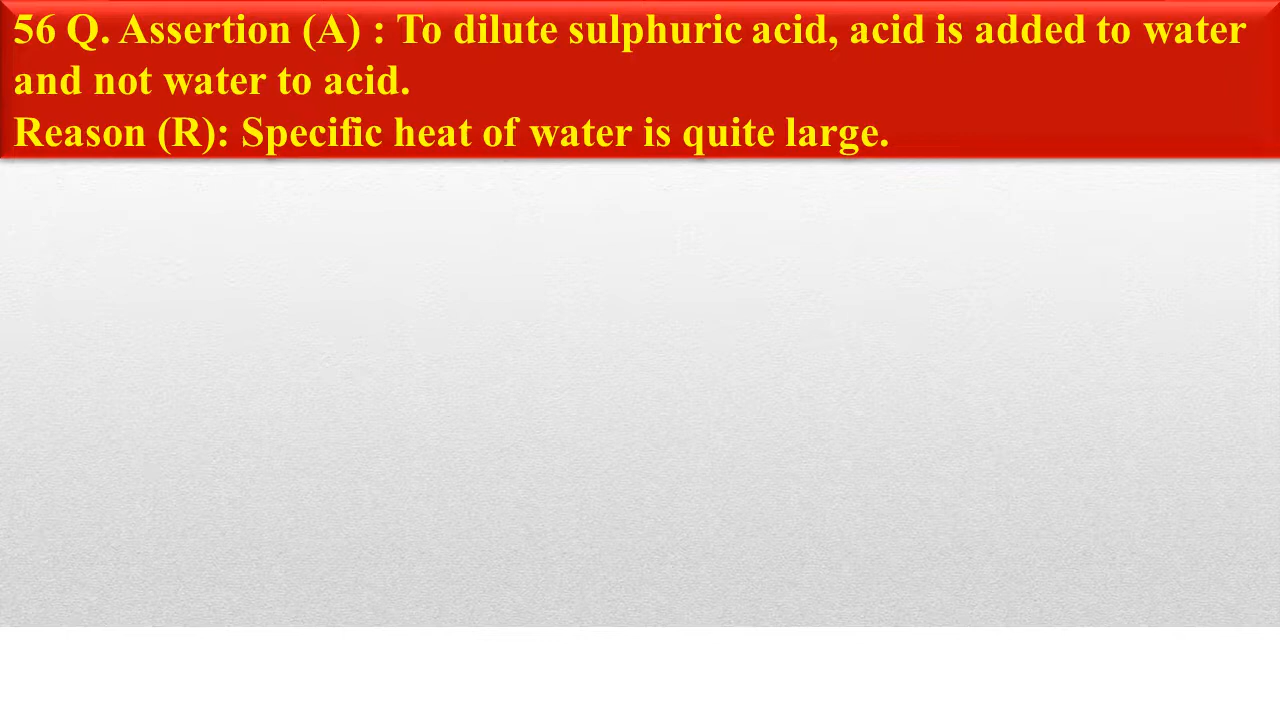 56 Q. Assertion (A) : To dilute sulphuric acid, acid is added to water
and not water to acid.
Reason (R): Specific heat of water is quite large.